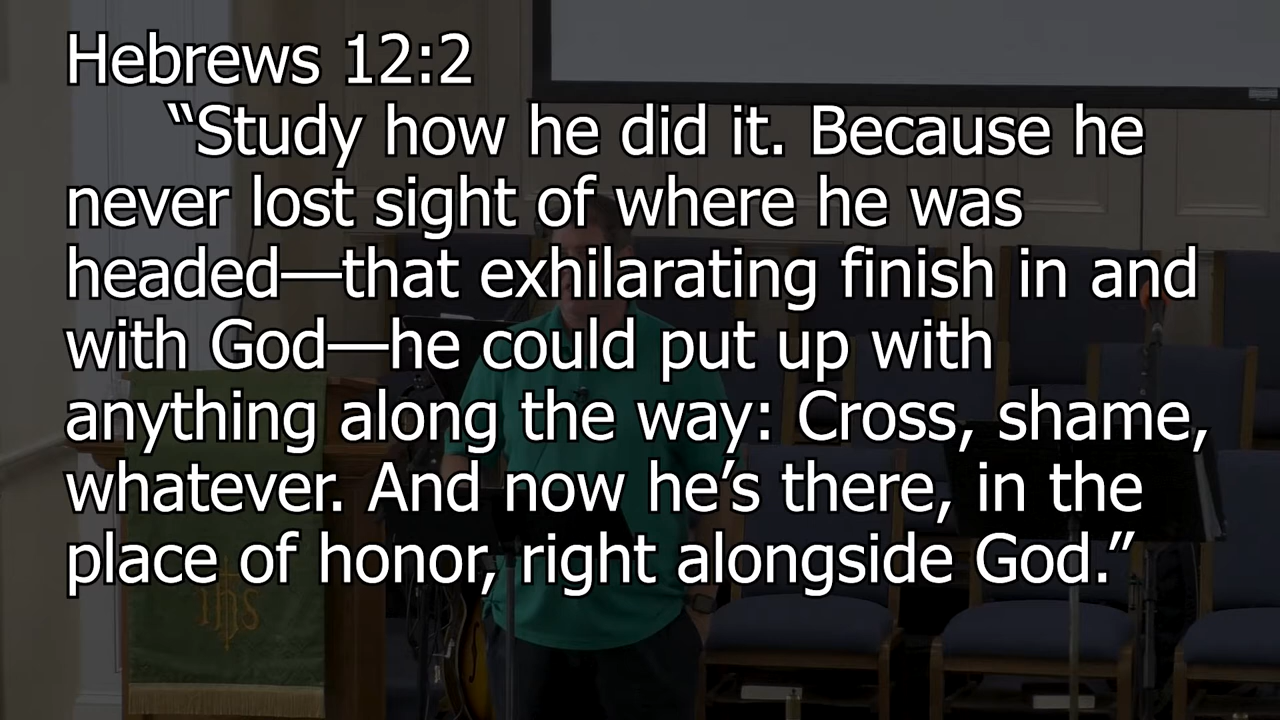 Hebrews 12:2
“Study how he did it. Because he
never lost sight of where he was
headed—that exhilarating finish in and
with God—he could put up with
anything along the way: Cross, shame,
whatever. And now he’s there, in the
place of honor, right alongside God.”
ihs